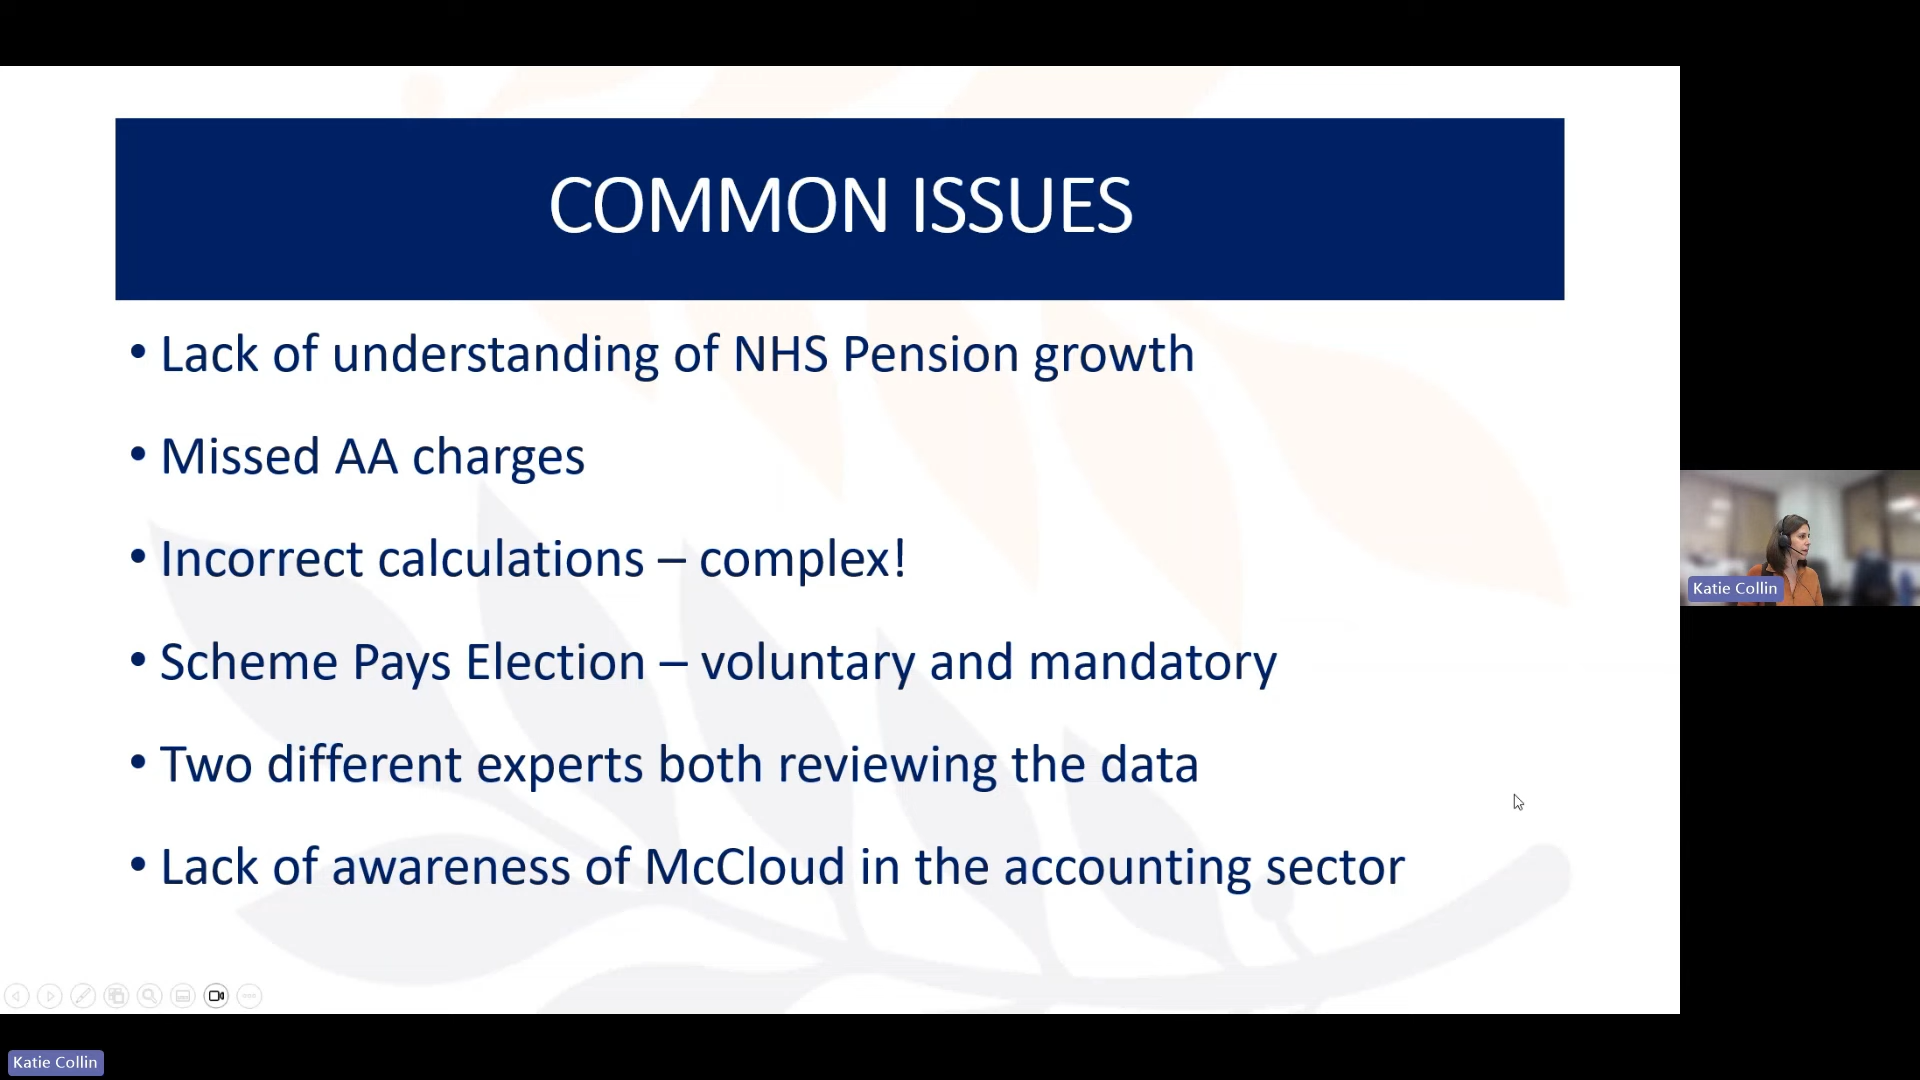 COMMON ISSUES
• Lack of understanding of NHS Pension growth
• Missed AA charges
• Incorrect calculations – complex!
• Scheme Pays Election – voluntary and mandatory
• Two different experts both reviewing the data
• Lack of awareness of McCloud in the accounting sector
Katie Collin
Katie Collin